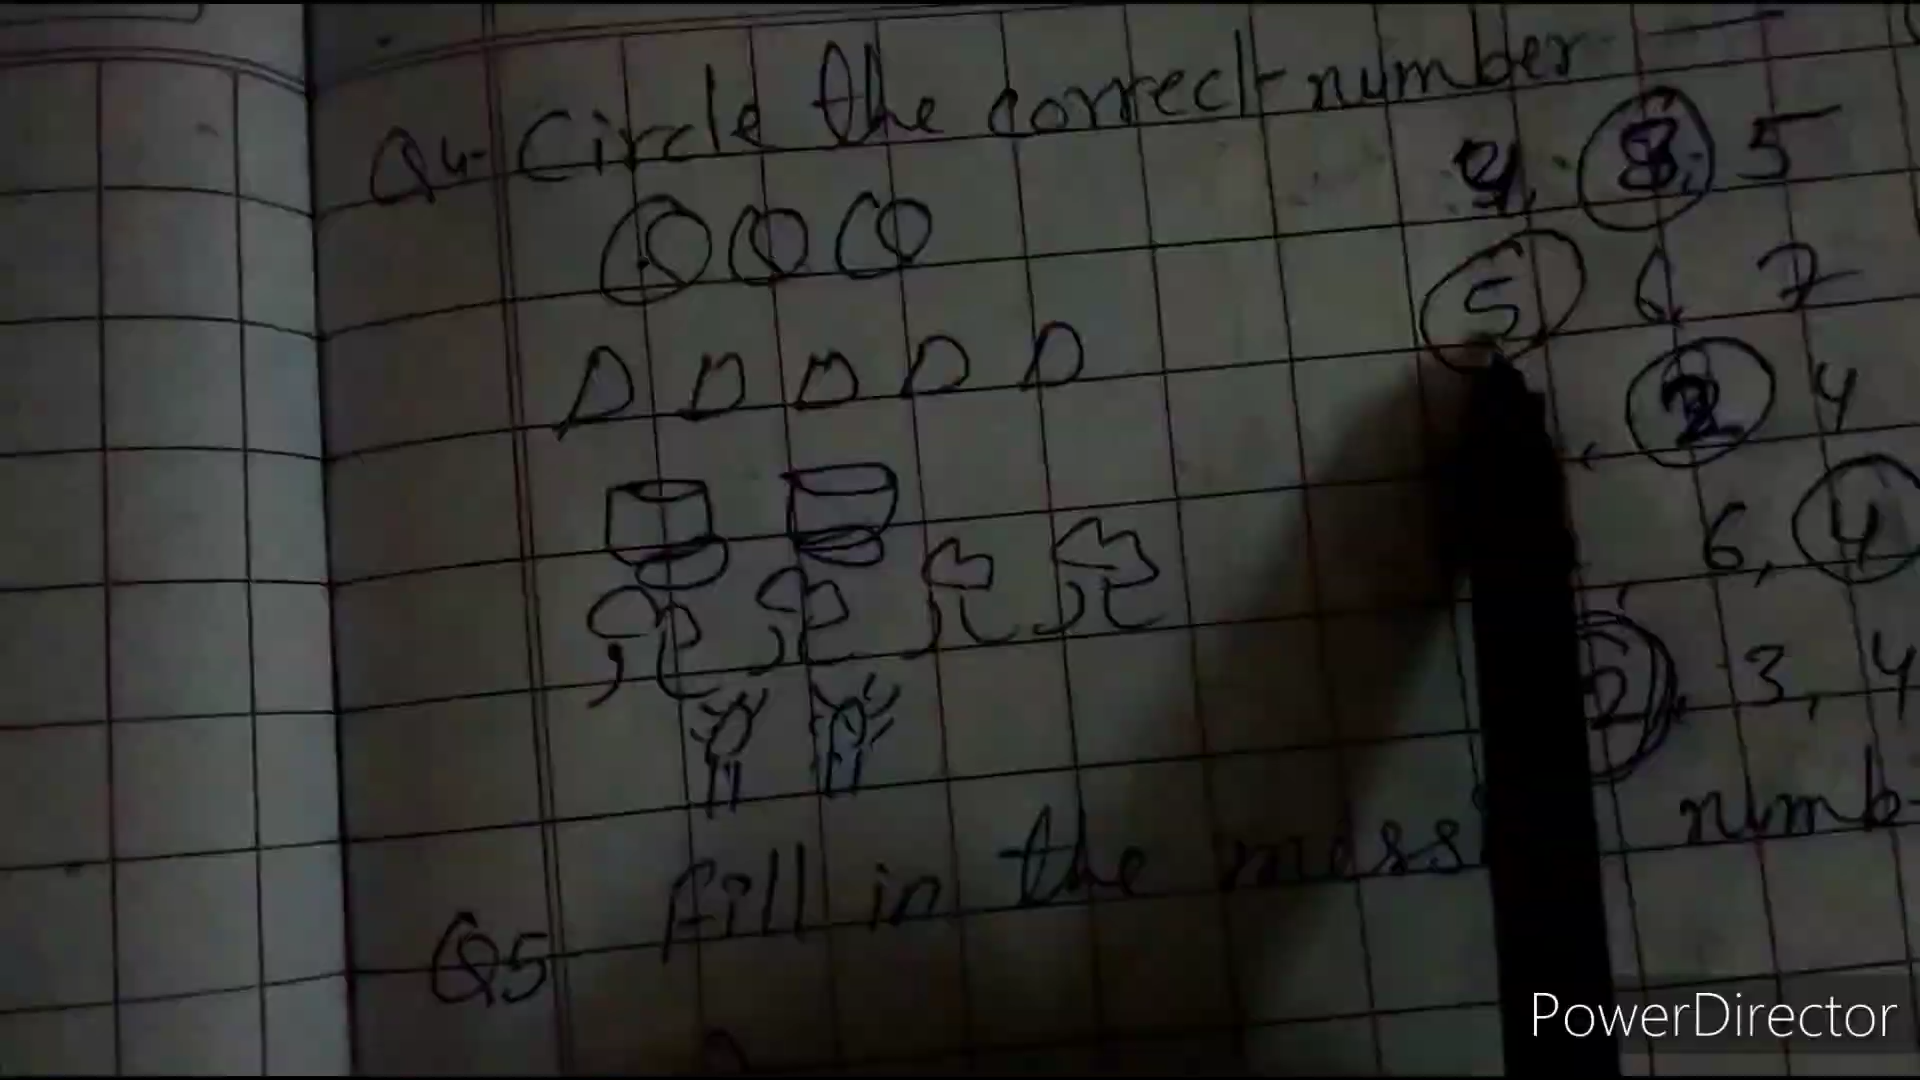 Q4- Circle the correct number
9, 8, 5
5 6, 7
2 4
6, 4
2, 3, 4
Q5 fill in the miss numb-
PowerDirector